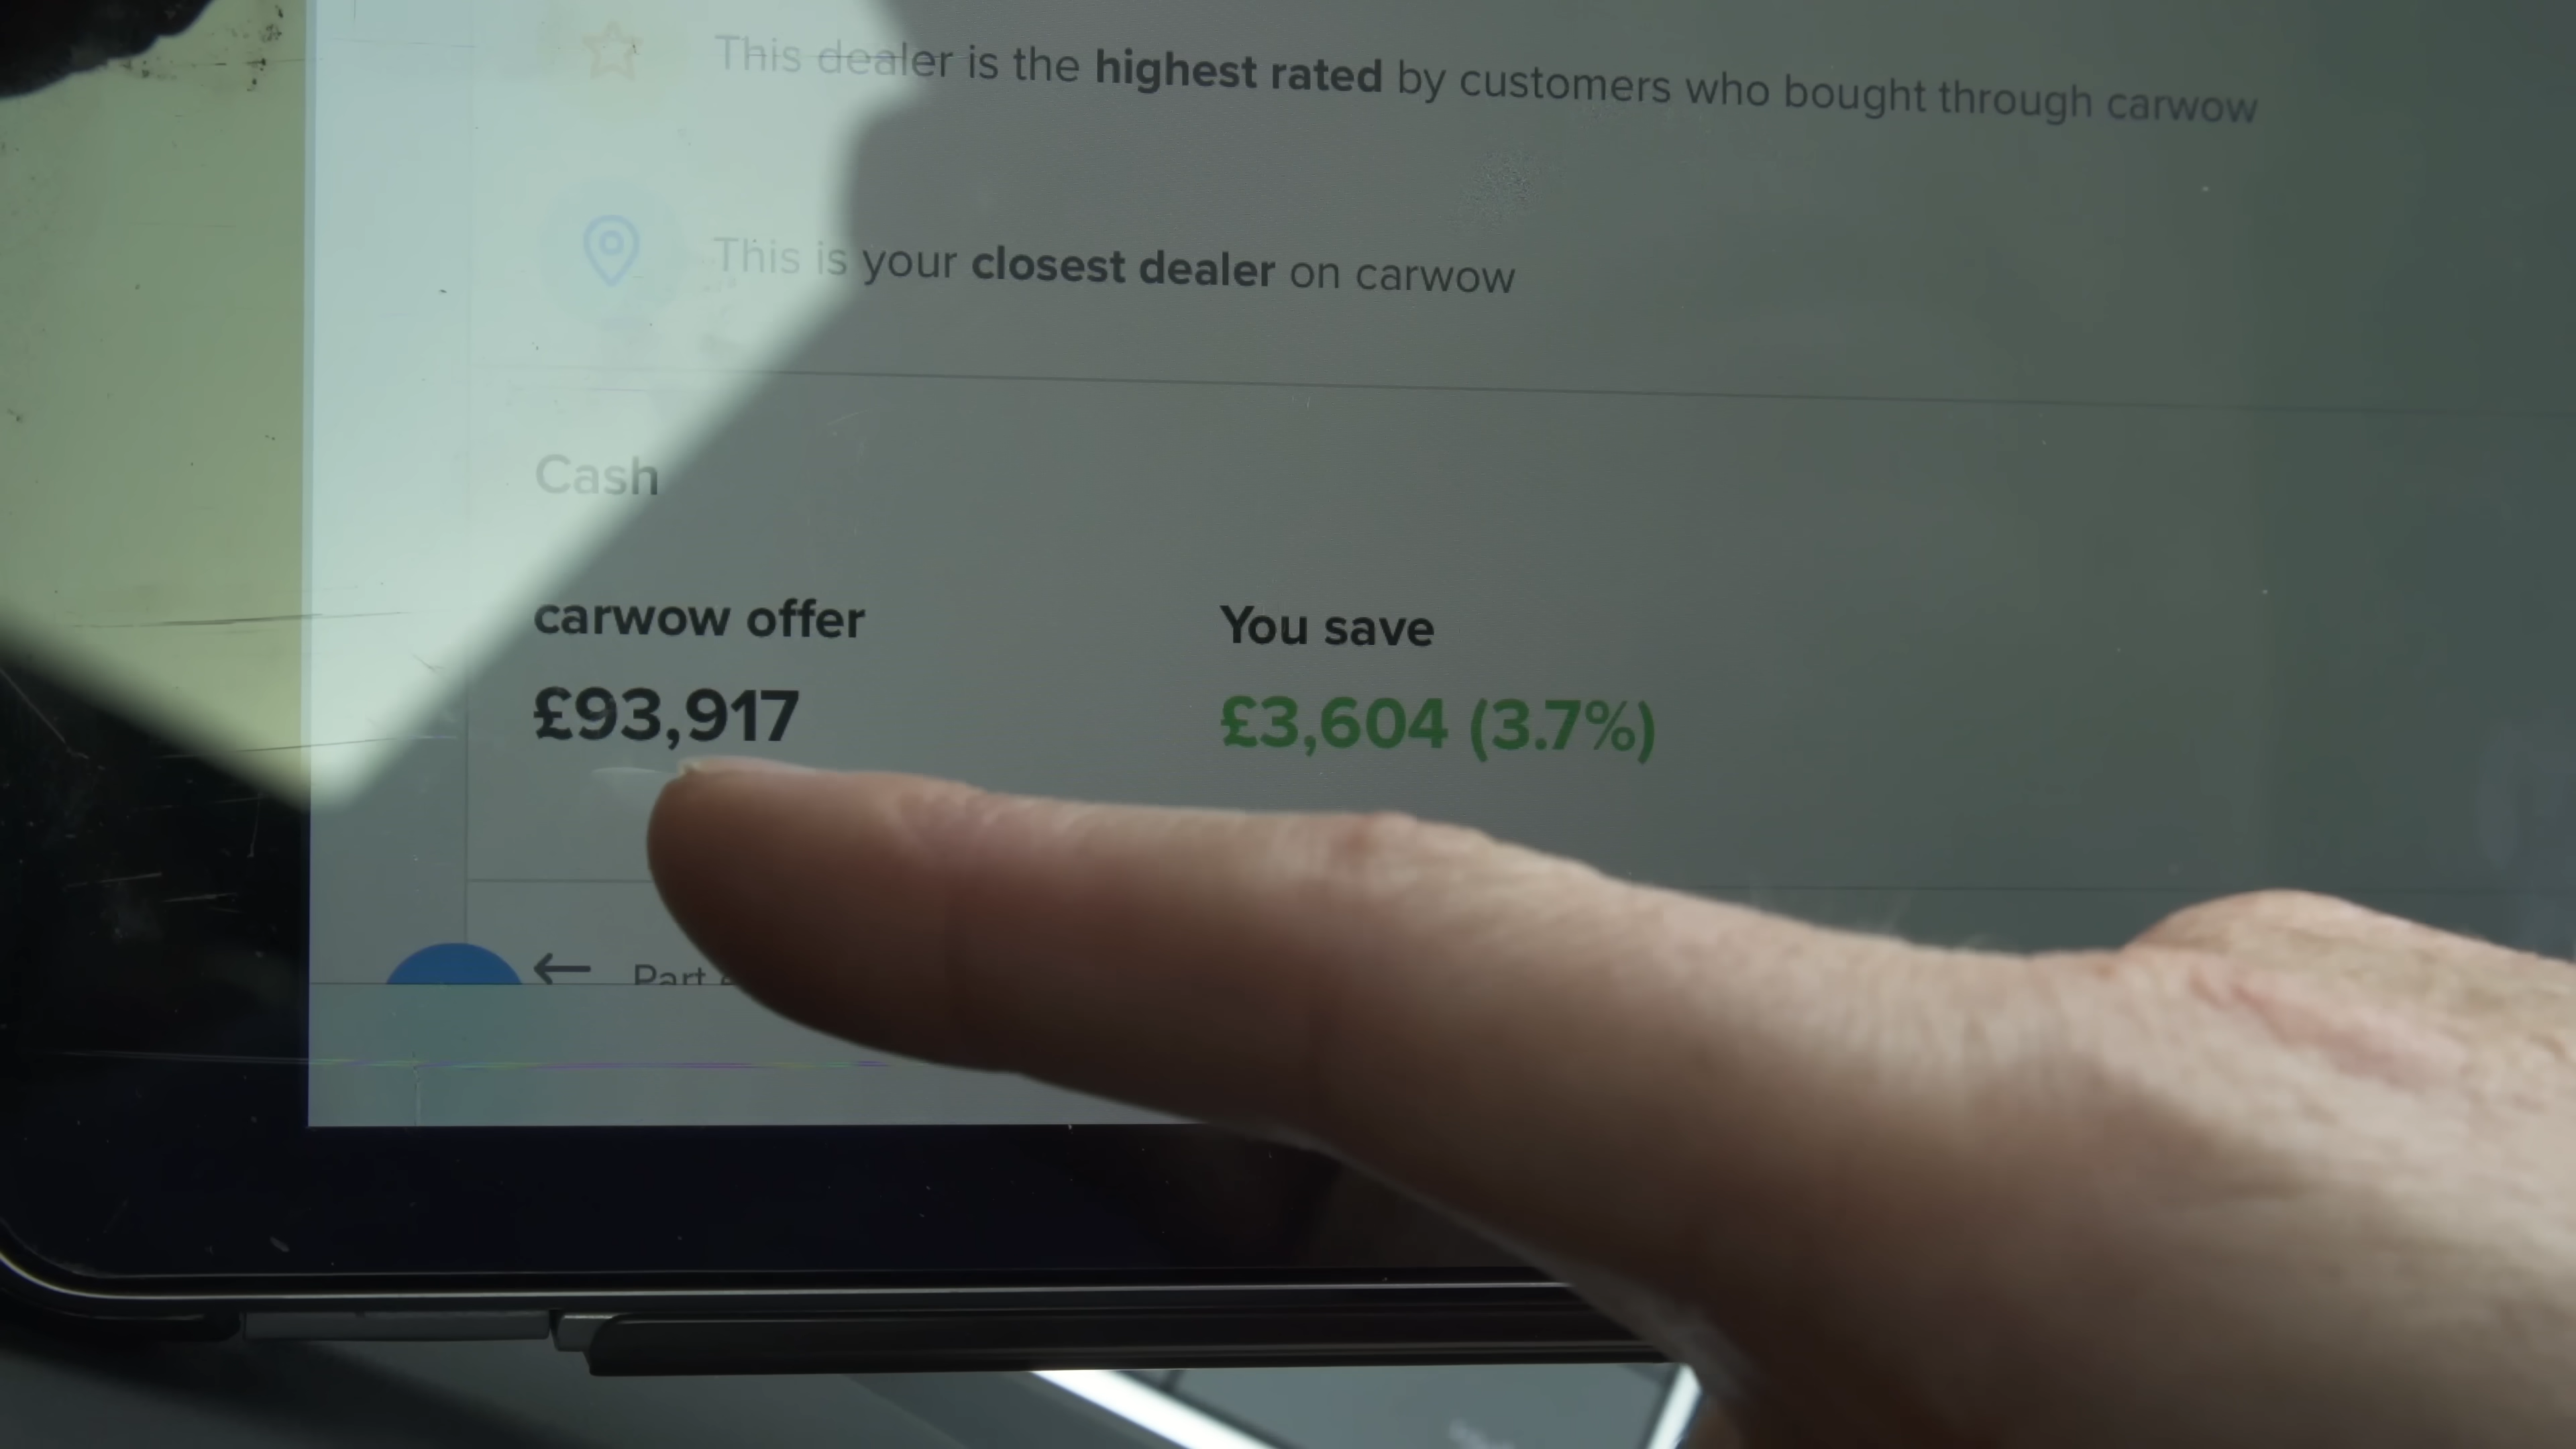 This dealer is the highest rated by customers who bought through carwow
This is your closest dealer on carwow
Cash
carwow offer
You save
£93,917
£3,604 (3.7%)
Part